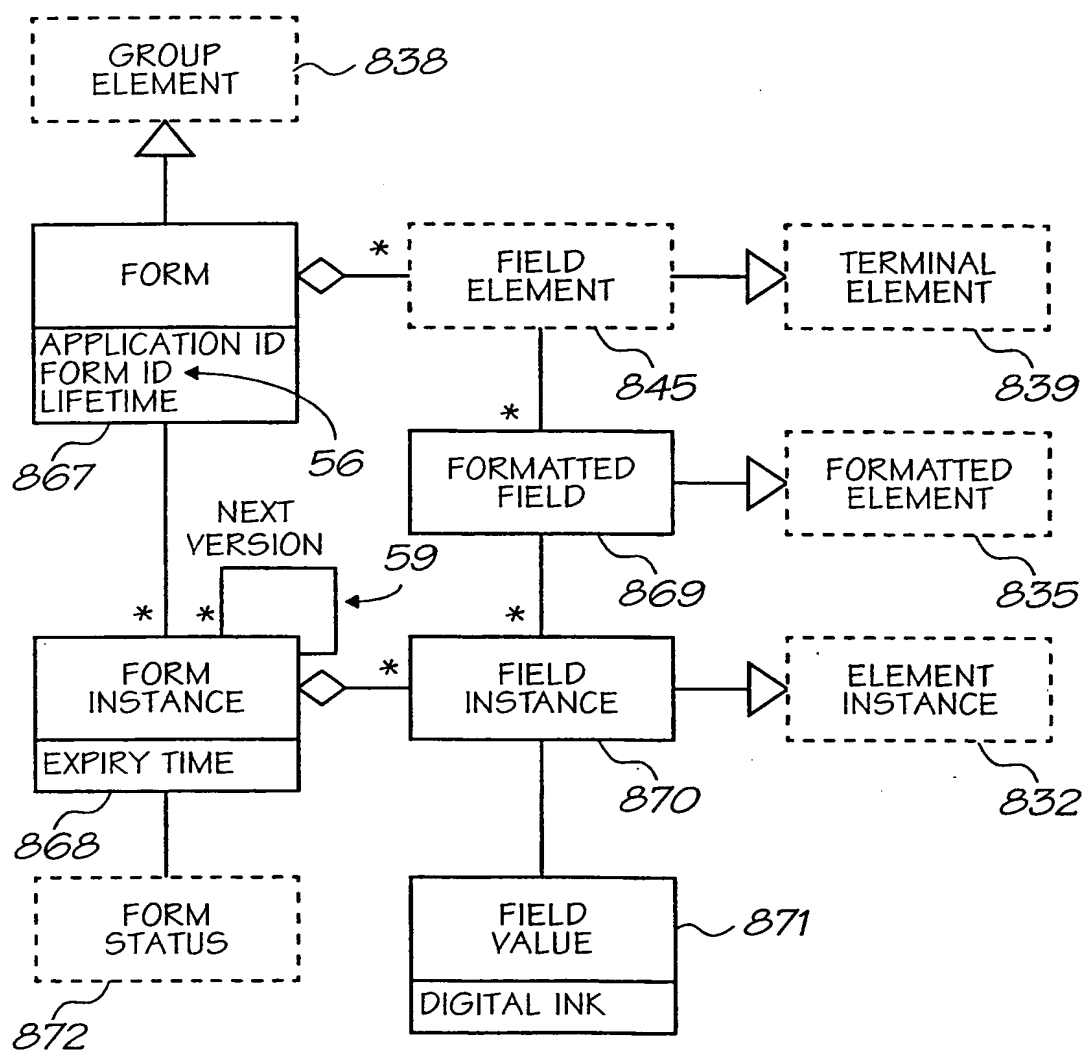 GROUP
ELEMENT
838
FORM
*
FIELD
ELEMENT
TERMINAL
ELEMENT
APPLICATION ID
FORM ID
LIFETIME
845
839
867
56
*
FORMATTED
FIELD
FORMATTED
ELEMENT
NEXT
VERSION
59
869
835
*
*
*
FORM
INSTANCE
*
FIELD
INSTANCE
ELEMENT
INSTANCE
EXPIRY TIME
870
832
868
FORM
STATUS
FIELD
VALUE
871
DIGITAL INK
872